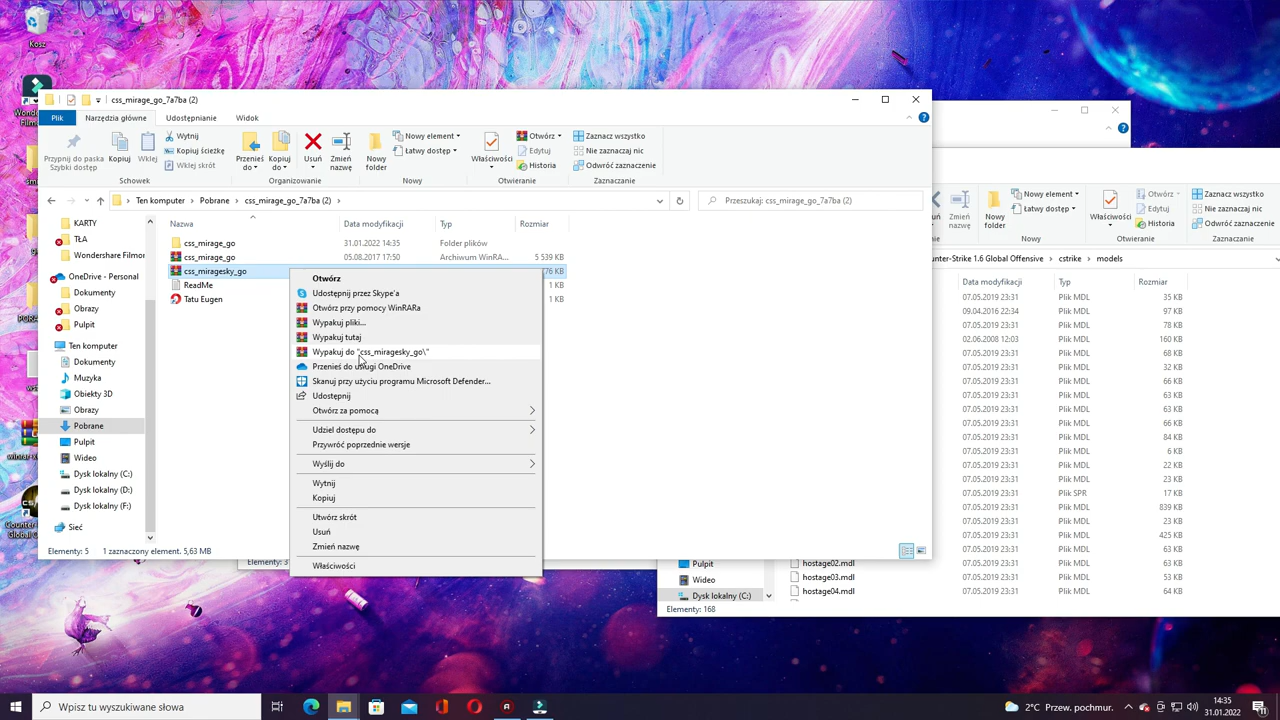 Kosz
css_mirage_go_7a7ba (2)
Plik
Narzędzia główne
Udostępnianie
Widok
Przypnij do paska
Szybki dostęp
Kopiuj
Wklej
Wytnij
Kopiuj ścieżkę
Wklej skrót
Schowek
Przenieś
do
Kopiuj
do
Usuń
Zmień
nazwę
Organizowanie
Nowy
folder
Nowy element
Łatwy dostęp
Nowy
Właściwości
Otwórz
Edytuj
Historia
Otwieranie
Zaznacz wszystko
Nie zaznaczaj nic
Odwróć zaznaczenie
Zaznaczanie
Ten komputer
Pobrane
css_mirage_go_7a7ba (2)
Przeszukaj: css_mirage_go_7a7ba (2)
KARTY
TŁA
Wondershare Filmor
OneDrive - Personal
Dokumenty
Obrazy
Pulpit
Ten komputer
Dokumenty
Muzyka
Obiekty 3D
Obrazy
Pobrane
Pulpit
Wideo
Dysk lokalny (C:)
Dysk lokalny (D:)
Dysk lokalny (F:)
Sieć
Nazwa Data modyfikacji Typ Rozmiar
css_mirage_go 31.01.2022 14:35 Folder plików
css_mirage_go 05.08.2017 17:50 Archiwum WinRA... 5 539 KB
css_miragesky_go 76 KB
ReadMe 1 KB
Tatu Eugen 1 KB
Otwórz
Udostępnij przez Skype'a
Otwórz przy pomocy WinRARa
Wypakuj pliki...
Wypakuj tutaj
Wypakuj do "css_miragesky_go\"
Przenieś do usługi OneDrive
Skanuj przy użyciu programu Microsoft Defender...
Udostępnij
Otwórz za pomocą
Udziel dostępu do
Przywróć poprzednie wersje
Wyślij do
Wytnij
Kopiuj
Utwórz skrót
Usuń
Zmień nazwę
Właściwości
Elementy: 5 1 zaznaczony element. 5,63 MB
Zmień
nazwę
Nowy
folder
Nowy element
Łatwy dostęp
Nowy
Właściwości
Otwórz
Edytuj
Historia
Otwieranie
Zaznacz wszystko
Nie zaznaczaj nic
Odwróć zaznaczenie
Zaznaczanie
unter-Strike 1.6 Global Offensive
cstrike
models
Data modyfikacji Typ Rozmiar
07.05.2019 23:31 Plik MDL 35 KB
09.04.2016 22:34 Plik MDL 97 KB
07.05.2019 23:31 Plik MDL 78 KB
02.06.2008 12:03 Plik MDL 160 KB
07.05.2019 23:31 Plik MDL 68 KB
07.05.2019 23:31 Plik MDL 32 KB
07.05.2019 23:31 Plik MDL 66 KB
07.05.2019 23:31 Plik MDL 63 KB
07.05.2019 23:31 Plik MDL 63 KB
07.05.2019 23:31 Plik MDL 66 KB
07.05.2019 23:31 Plik MDL 84 KB
07.05.2019 23:31 Plik MDL 6 KB
07.05.2019 23:31 Plik MDL 22 KB
07.05.2019 23:31 Plik MDL 23 KB
07.05.2019 23:31 Plik SPR 17 KB
07.05.2019 23:31 Plik MDL 839 KB
07.05.2019 23:31 Plik MDL 63 KB
07.05.2019 23:31 Plik MDL 425 KB
07.05.2019 23:31 Plik MDL 63 KB
hostage02.mdl 07.05.2019 23:31 Plik MDL 63 KB
hostage03.mdl 07.05.2019 23:31 Plik MDL 53 KB
hostage04.mdl 07.05.2019 23:31 Plik MDL 64 KB
Pulpit
Wideo
Dysk lokalny (C:)
Elementy: 168
Elementy: 3
Wpisz tu wyszukiwane słowo
2°C Przew. pochmur.
14:35
31.01.2022